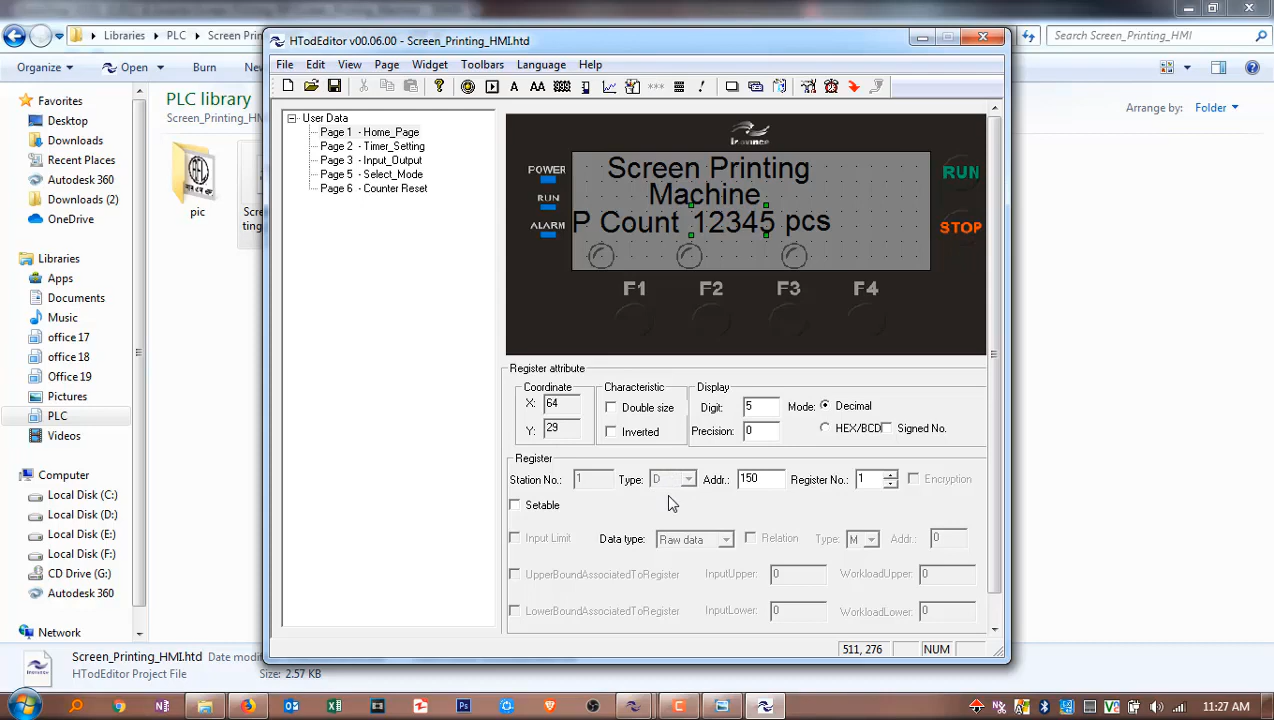 Libraries
PLC
Screen Prin
Search Screen_Printing_HMI
Organize
Open
Burn
PLC library
Screen_Printing_H
Arrange by:
Folder
Favorites
Desktop
Downloads
Recent Places
Autodesk 360
Downloads (2)
OneDrive
Libraries
Apps
Documents
Music
office 17
office 18
Office 19
Pictures
PLC
Videos
Computer
Local Disk (C:)
Local Disk (D:)
Local Disk (E:)
Local Disk (F:)
CD Drive (G:)
Autodesk 360
Network
pic
HTodEditor v00.06.00 - Screen_Printing_HMI.htd
File Edit View Page Widget Toolbars Language Help
User Data
Page 1 - Home_Page
Page 2 - Timer_Setting
Page 3 - Input_Output
Page 5 - Select_Mode
Page 6 - Counter Reset
Inovance
POWER
RUN
ALARM
Screen Printing
Machine
P Count 12345 pcs
RUN
STOP
F1 F2 F3 F4
Register attribute
Coordinate
X: 64
Y: 29
Characteristic
Double size
Inverted
Display
Digit: 5
Mode: Decimal
Precision: 0
HEX/BCD
Signed No.
Register
Station No.: 1
Type: D
Addr.: 150
Register No.: 1
Encryption
Setable
Input Limit
Data type: Raw data
Relation
Type: M
Addr.: 0
UpperBoundAssociatedToRegister
InputUpper: 0
WorkloadUpper: 0
LowerBoundAssociatedToRegister
InputLower: 0
WorkloadLower: 0
511, 276
NUM
Screen_Printing_HMI.htd
Date modif
HTodEditor Project File
Size: 2.57 KB
11:27 AM